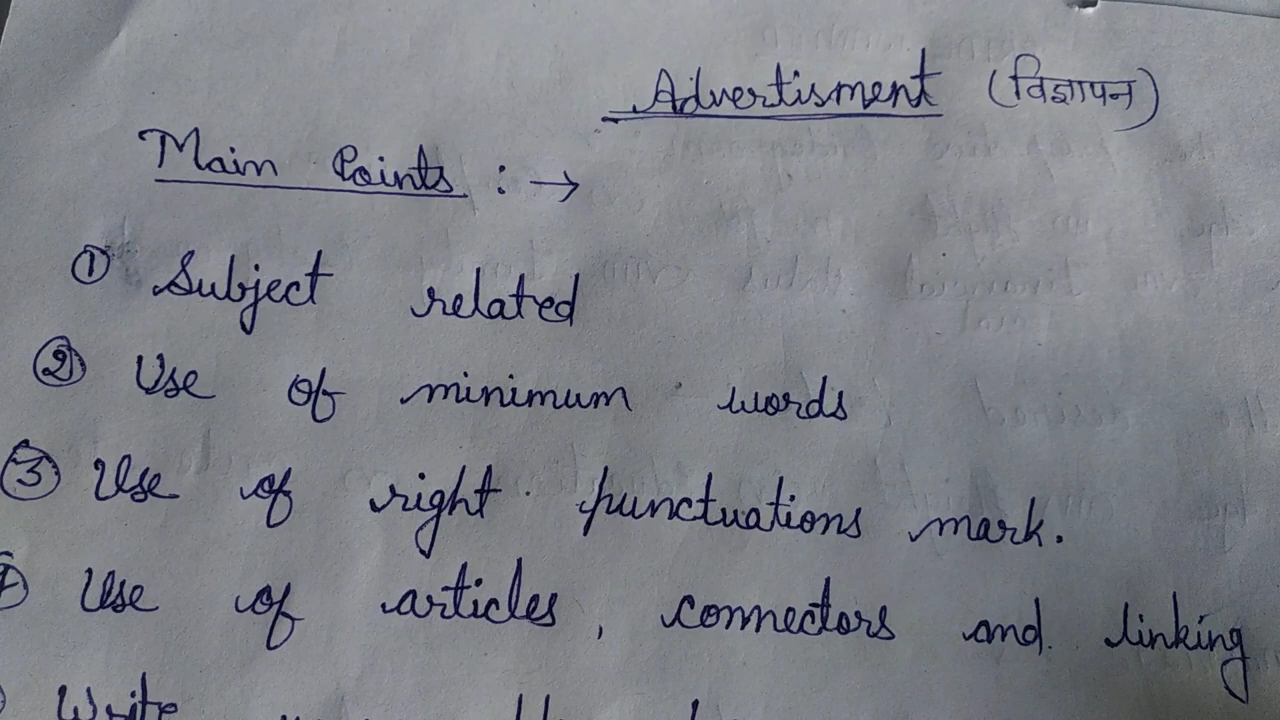 Advertisment (विज्ञापन)
Main Points : →
① Subject related
② Use of minimum words
③ Use of right punctuations mark.
Use of articles, connectors and linking
Write